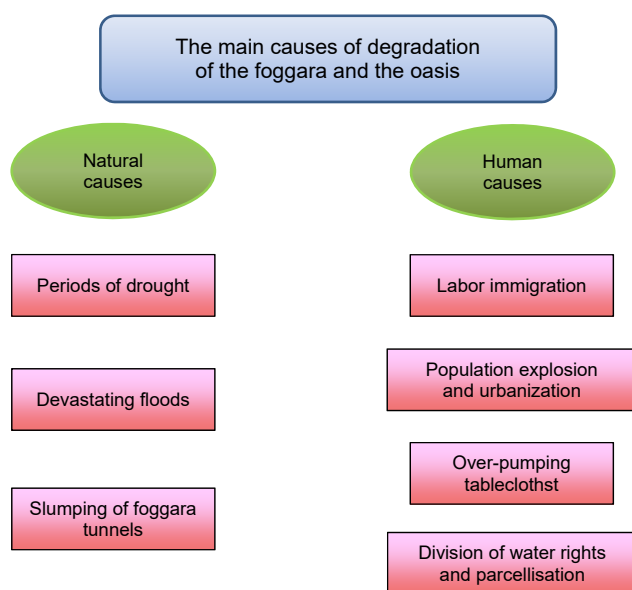 The main causes of degradation
of the foggara and the oasis
Natural
causes
Human
causes
Periods of drought
Labor immigration
Population explosion
and urbanization
Devastating floods
Over-pumping
tableclothst
Slumping of foggara
tunnels
Division of water rights
and parcellisation